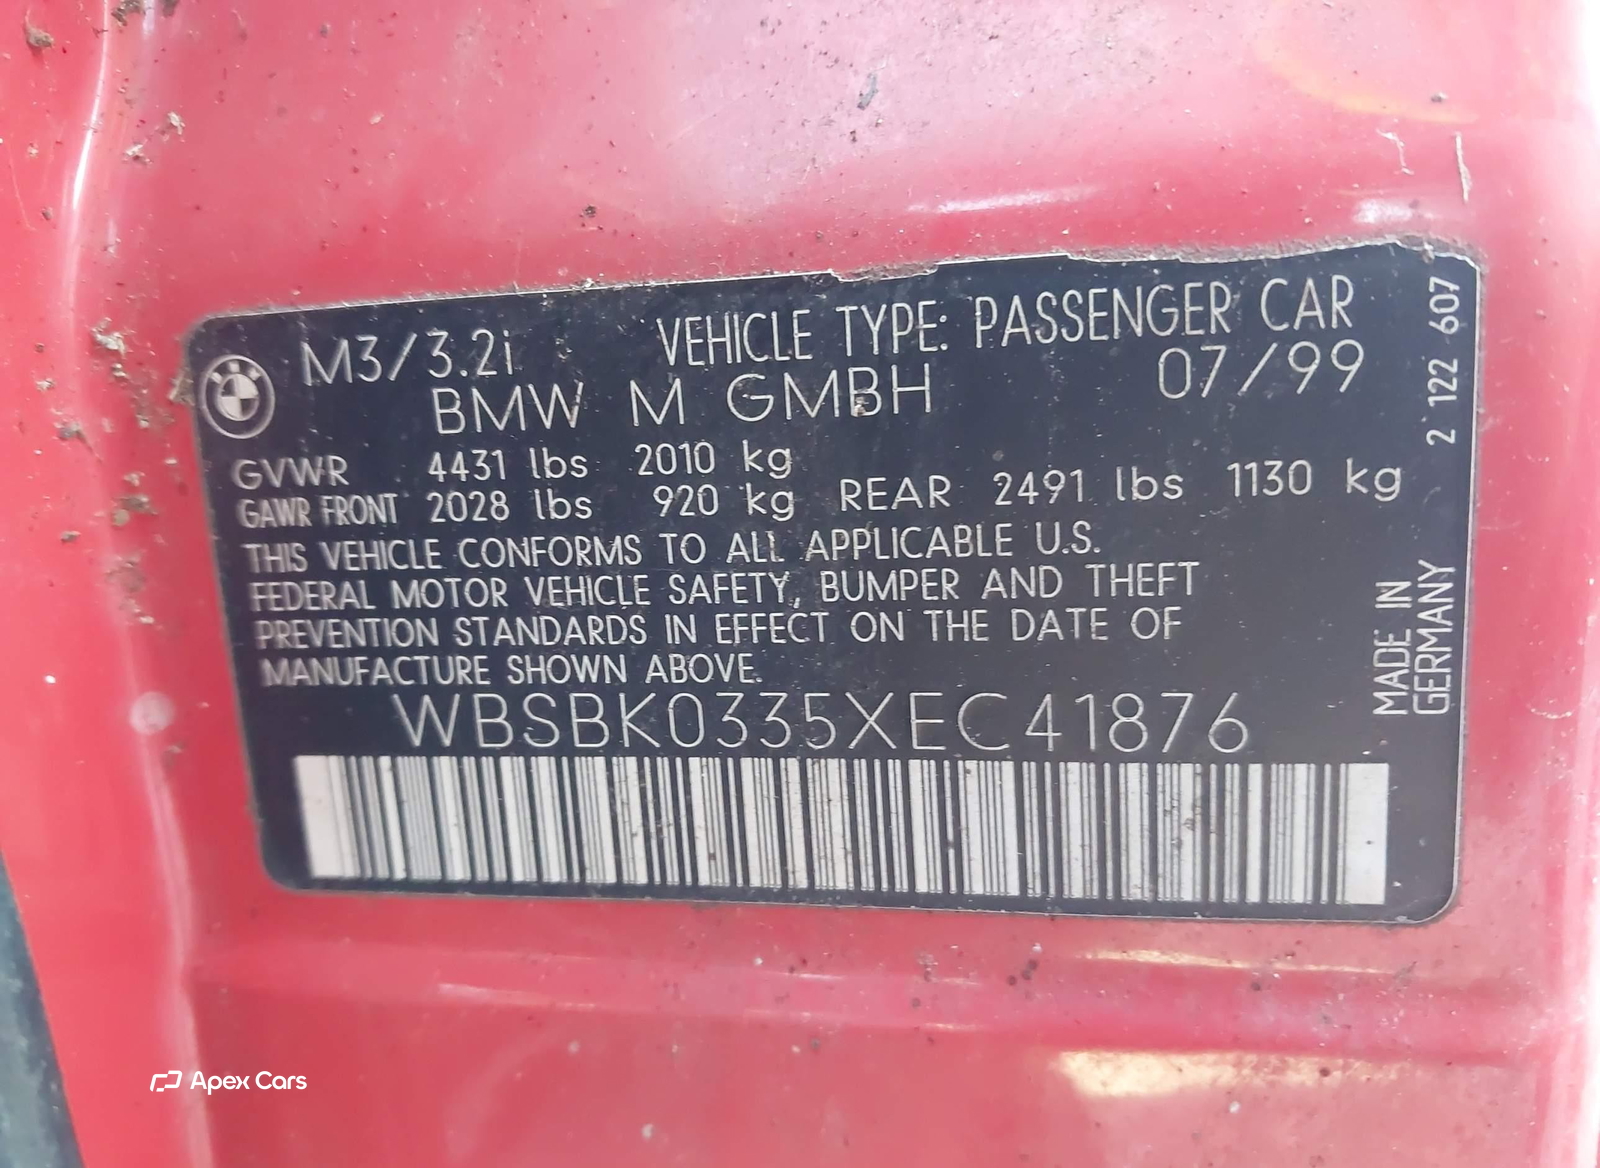 M3/3.2i VEHICLE TYPE: PASSENGER CAR
BMW M GMBH 07/99
GVWR 4431 lbs 2010 kg
GAWR FRONT 2028 lbs 920 kg REAR 2491 lbs 1130 kg
THIS VEHICLE CONFORMS TO ALL APPLICABLE U.S.
FEDERAL MOTOR VEHICLE SAFETY, BUMPER AND THEFT
PREVENTION STANDARDS IN EFFECT ON THE DATE OF
MANUFACTURE SHOWN ABOVE.
WBSBK0335XEC41876
2 122 607
MADE IN
GERMANY
Apex Cars